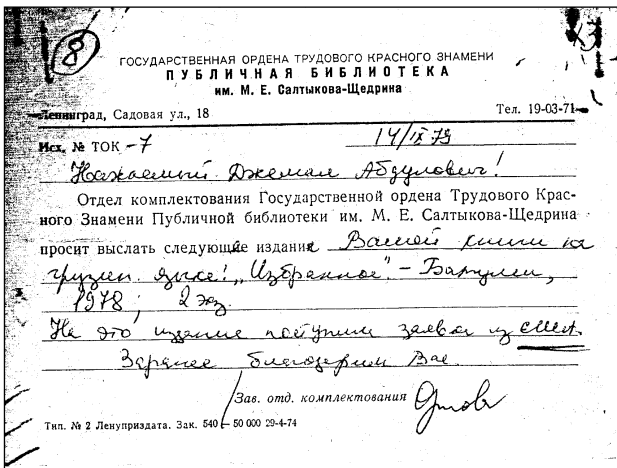 8
ГОСУДАРСТВЕННАЯ ОРДЕНА ТРУДОВОГО КРАСНОГО ЗНАМЕНИ
ПУБЛИЧНАЯ БИБЛИОТЕКА
им. М. Е. Салтыкова-Щедрина
Ленинград, Садовая ул., 18 Тел. 19-03-71
Исх. № ТОК -7 14/IX 79
Уважаемый Джемал Абдулович!
Отдел комплектования Государственной ордена Трудового Крас-
ного Знамени Публичной библиотеки им. М. Е. Салтыкова-Щедрина
просит выслать следующие издания Вашей книги на
грузин. языке! „Избранное". - Батуми,
1978; 2 экз.
На это издание поступили заявки из США.
Заранее благодарим Вас.
Зав. отд. комплектования
Тип. № 2 Ленуприздата. Зак. 540 — 50 000 29-4-74